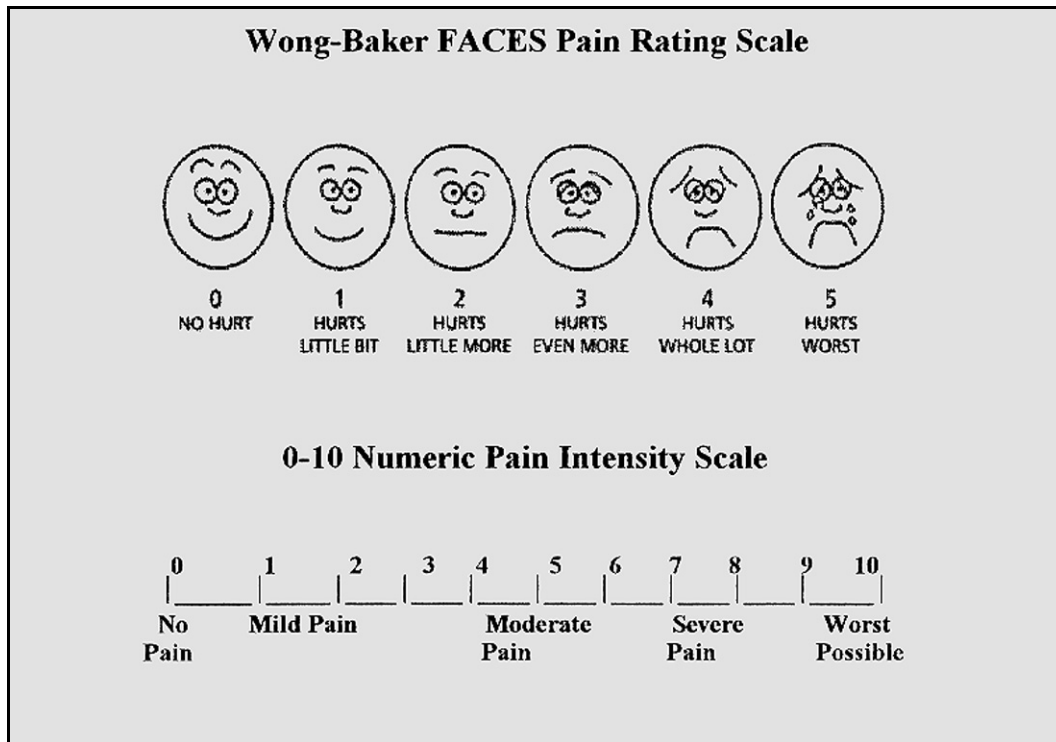 Wong-Baker FACES Pain Rating Scale
0 1 2 3 4 5
NO HURT HURTS HURTS HURTS HURTS HURTS
LITTLE BIT LITTLE MORE EVEN MORE WHOLE LOT WORST
0-10 Numeric Pain Intensity Scale
0 1 2 3 4 5 6 7 8 9 10
No Mild Pain Moderate Severe Worst
Pain Pain Pain Possible